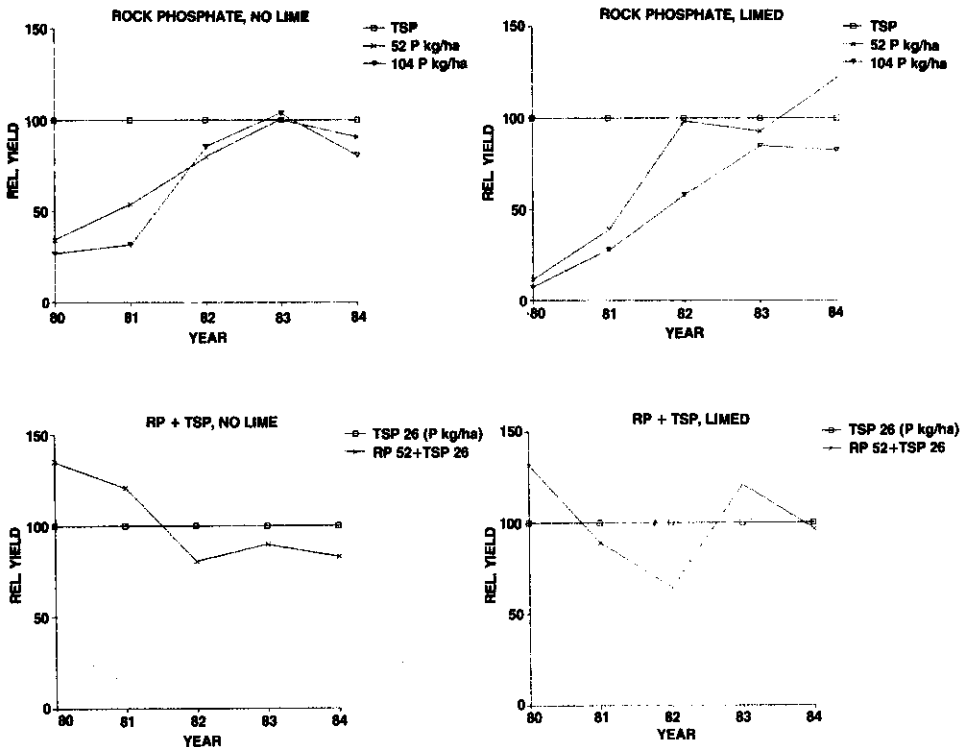 ROCK PHOSPHATE, NO LIME
TSP
52 P kg/ha
104 P kg/ha
150
100
50
0
REL. YIELD
80 81 82 83 84
YEAR
ROCK PHOSPHATE, LIMED
TSP
52 P kg/ha
104 P kg/ha
150
100
50
0
REL. YIELD
80 81 82 83 84
YEAR
RP + TSP, NO LIME
TSP 26 (P kg/ha)
RP 52+TSP 26
150
100
50
0
REL. YIELD
80 81 82 83 84
YEAR
RP + TSP, LIMED
TSP 26 (P kg/ha)
RP 52+TSP 26
150
100
50
0
REL. YIELD
80 81 82 83 84
YEAR